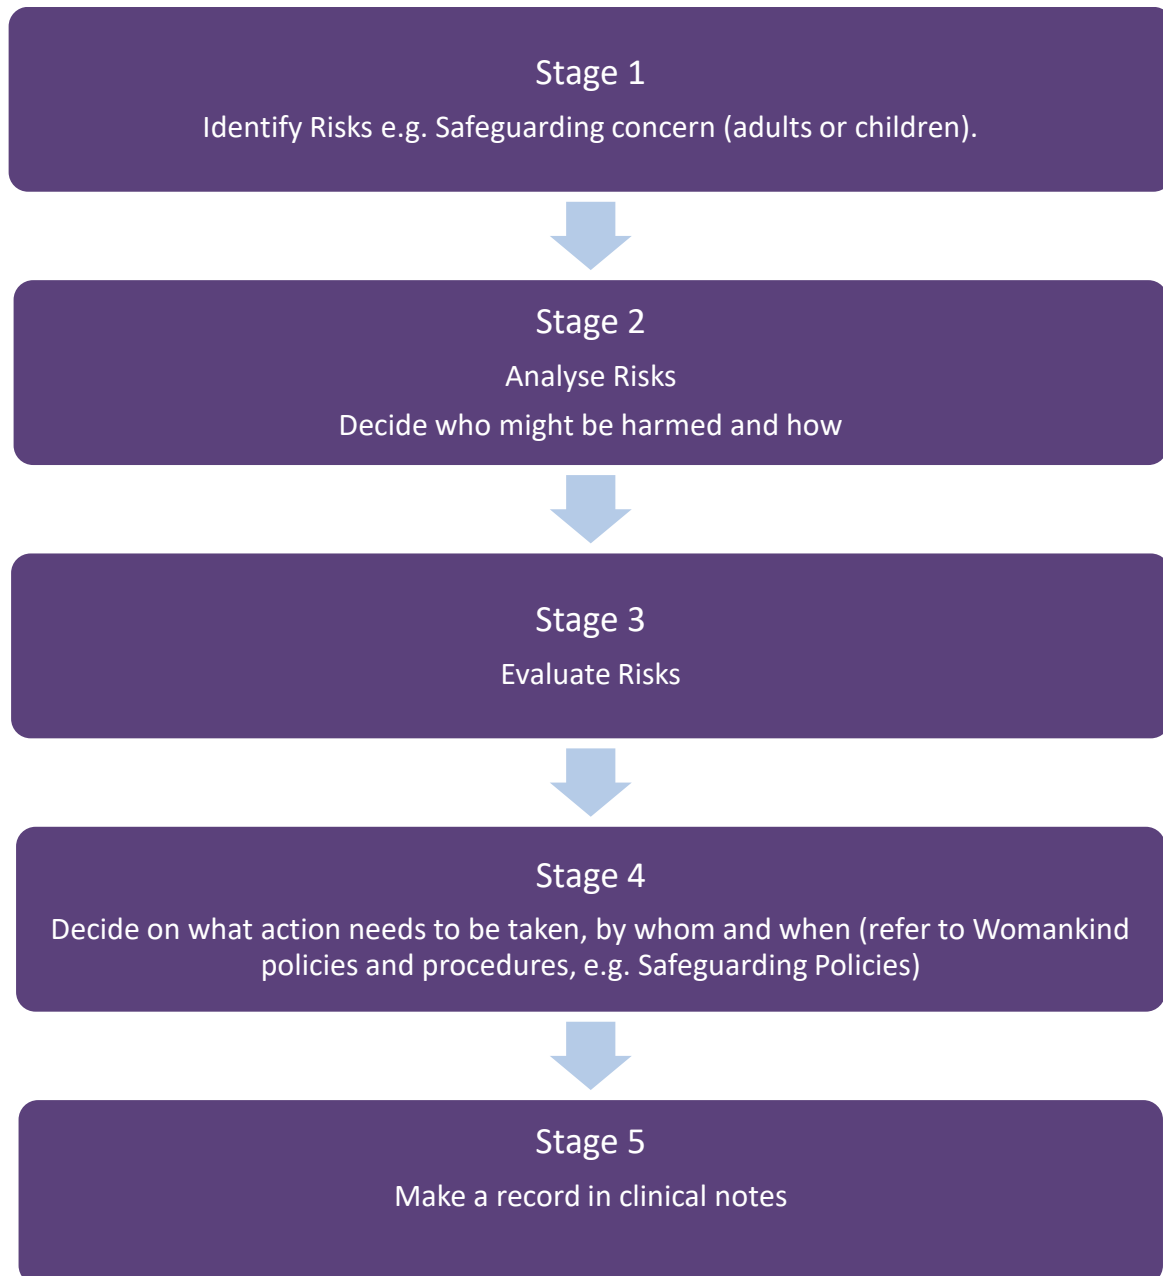 Stage 1
Identify Risks e.g. Safeguarding concern (adults or children).
Stage 2
Analyse Risks
Decide who might be harmed and how
Stage 3
Evaluate Risks
Stage 4
Decide on what action needs to be taken, by whom and when (refer to Womankind
policies and procedures, e.g. Safeguarding Policies)
Stage 5
Make a record in clinical notes